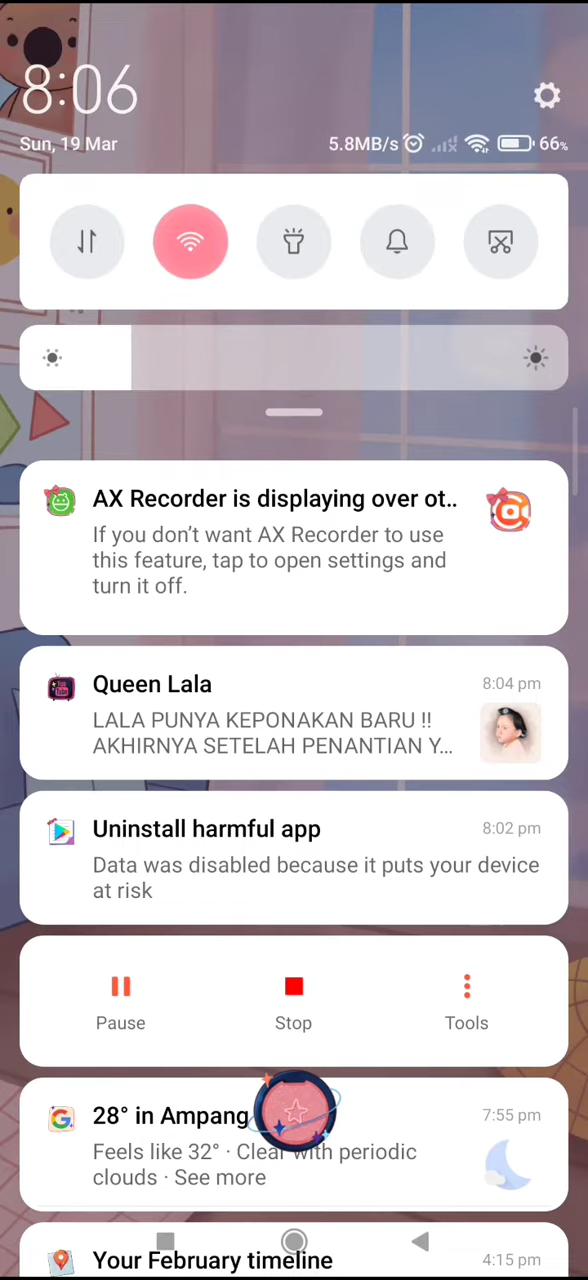 8:06
Sun, 19 Mar
5.8MB/s 66%
AX Recorder is displaying over ot..
If you don’t want AX Recorder to use
this feature, tap to open settings and
turn it off.
Queen Lala 8:04 pm
LALA PUNYA KEPONAKAN BARU !!
AKHIRNYA SETELAH PENANTIAN Y...
Uninstall harmful app 8:02 pm
Data was disabled because it puts your device
at risk
Pause Stop Tools
28° in Ampang 7:55 pm
Feels like 32° · Clear with periodic
clouds · See more
Your February timeline 4:15 pm